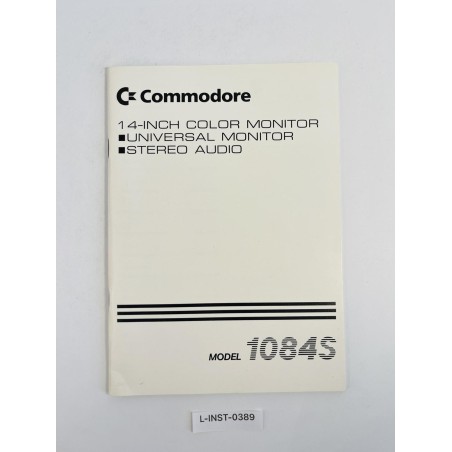 Commodore
14-INCH COLOR MONITOR
■UNIVERSAL MONITOR
■STEREO AUDIO
MODEL 1084S
L-INST-0389